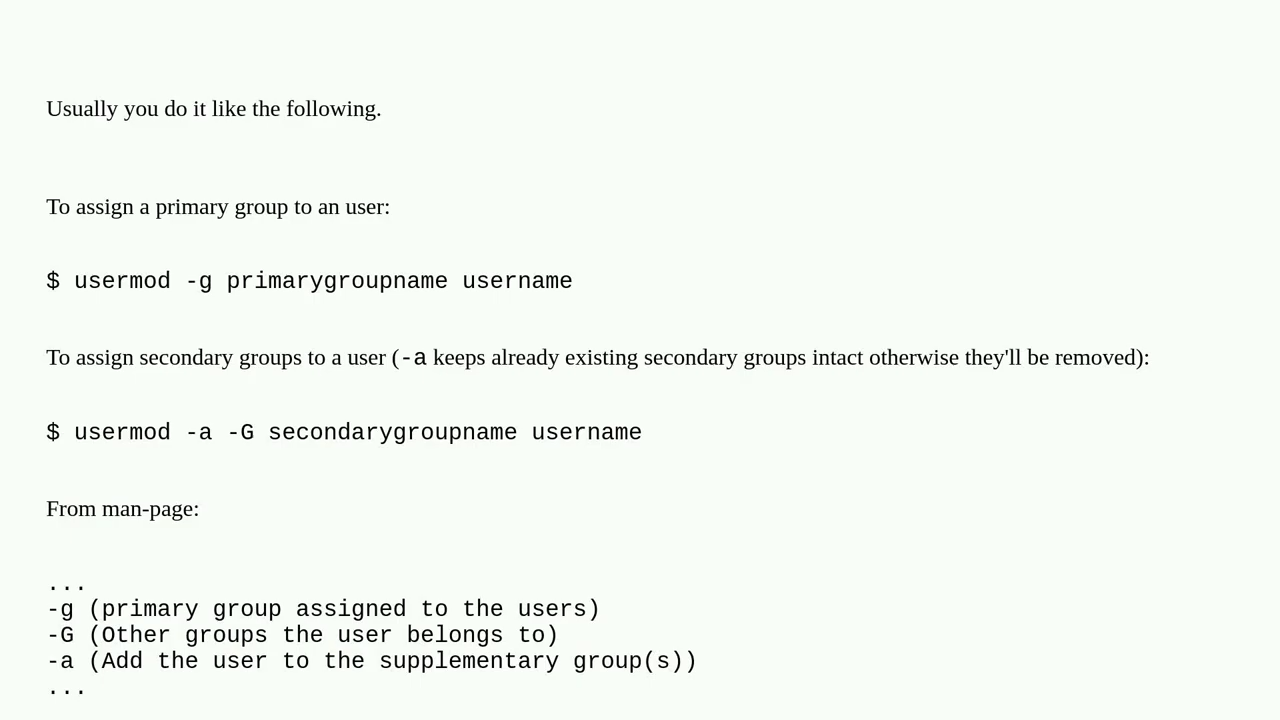 Usually you do it like the following.
To assign a primary group to an user:
$ usermod -g primarygroupname username
To assign secondary groups to a user (-a keeps already existing secondary groups intact otherwise they'll be removed):
$ usermod -a -G secondarygroupname username
From man-page:
...
-g (primary group assigned to the users)
-G (Other groups the user belongs to)
-a (Add the user to the supplementary group(s))
...